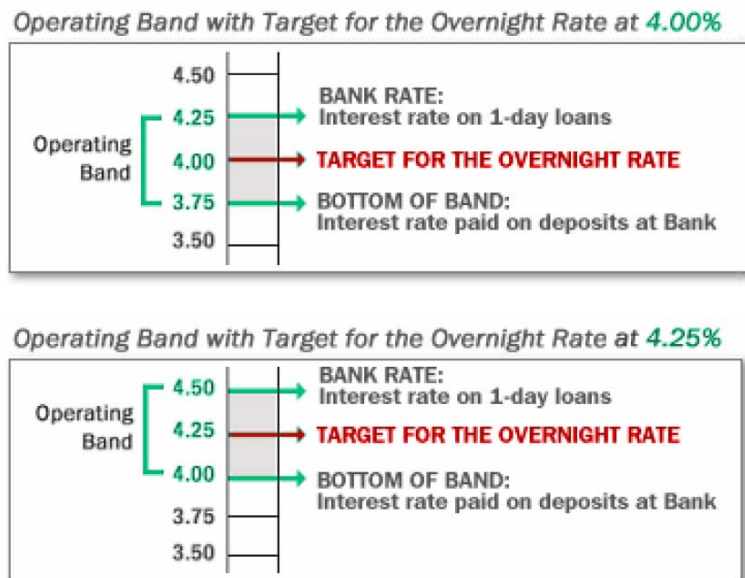 Operating Band with Target for the Overnight Rate at 4.00%
4.50
BANK RATE:
4.25
Interest rate on 1-day loans
Operating
Band
4.00
TARGET FOR THE OVERNIGHT RATE
3.75
BOTTOM OF BAND:
Interest rate paid on deposits at Bank
3.50
Operating Band with Target for the Overnight Rate at 4.25%
4.50
BANK RATE:
Interest rate on 1-day loans
Operating
Band
4.25
TARGET FOR THE OVERNIGHT RATE
4.00
BOTTOM OF BAND:
Interest rate paid on deposits at Bank
3.75
3.50